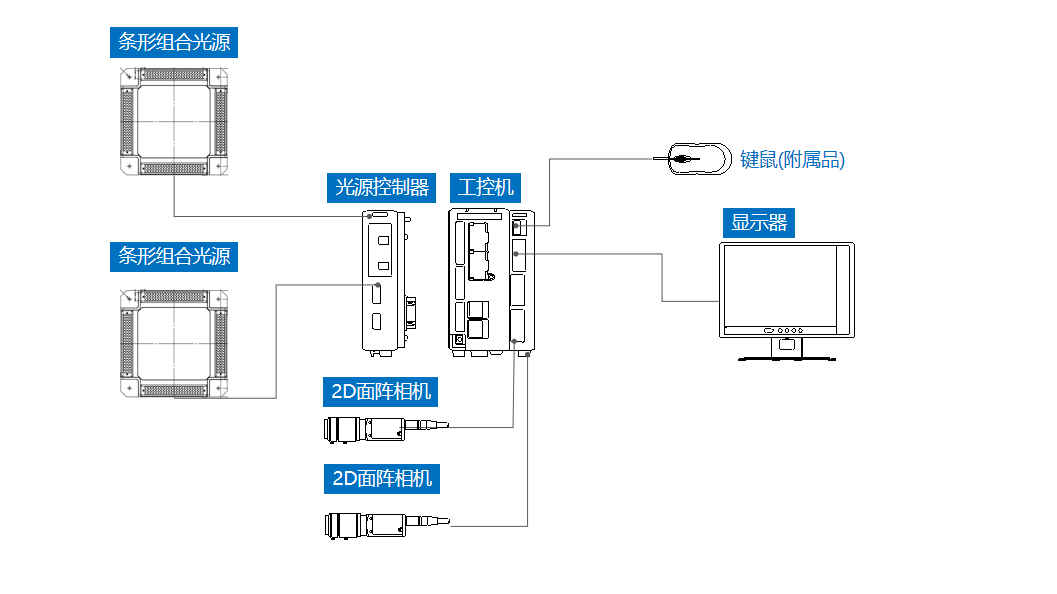 条形组合光源
光源控制器
工控机
键鼠(附属品)
显示器
条形组合光源
2D面阵相机
2D面阵相机